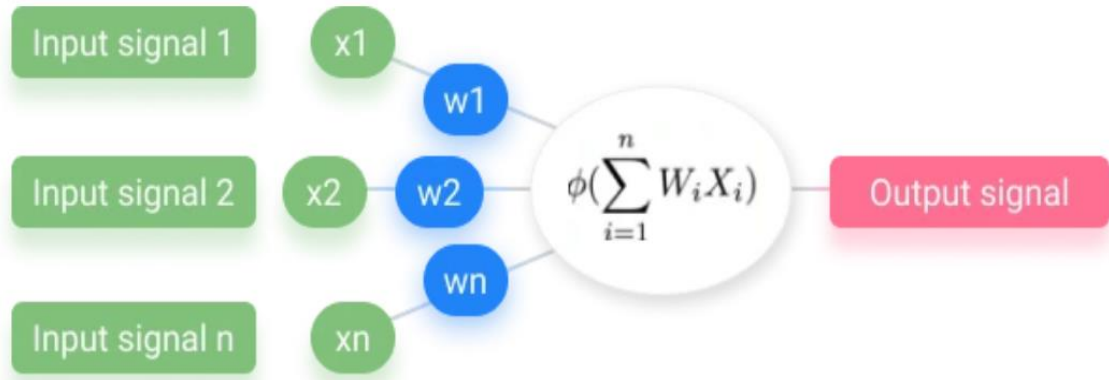 Input signal 1
x1
w1
Input signal 2
x2
w2
ϕ(∑_{i=1}^{n} W_i X_i)
Output signal
wn
Input signal n
xn